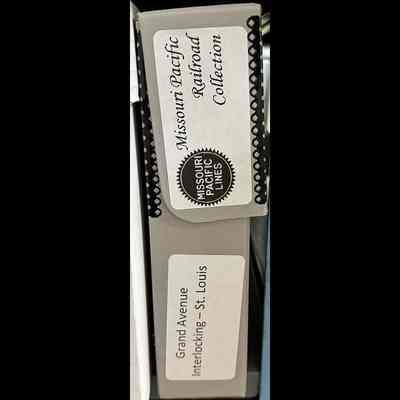 Missouri Pacific
Railroad
Collection
MISSOURI
PACIFIC
LINES
Grand Avenue
Interlocking – St. Louis